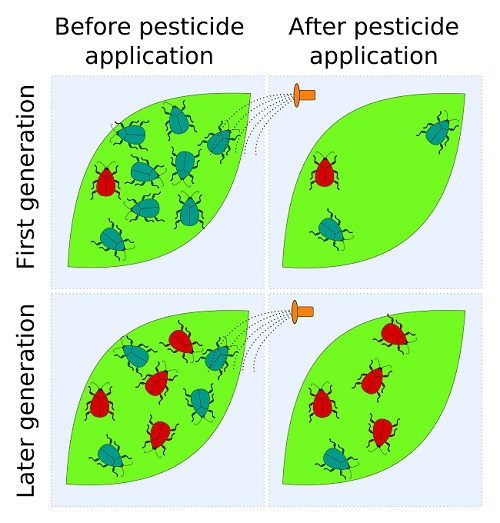 Before pesticide
application
After pesticide
application
First generation
Later generation